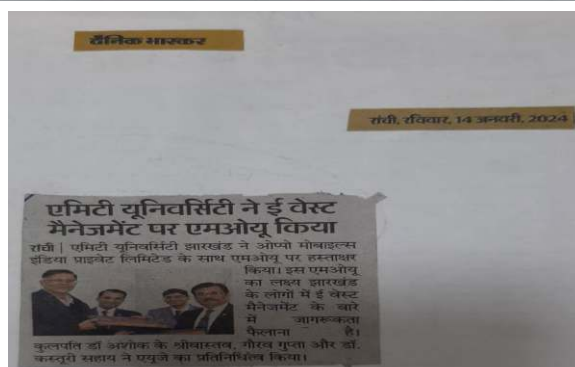 दैनिक भास्कर
रांची, रविवार, 14 जनवरी, 2024
एमिटी यूनिवर्सिटी ने ई वेस्ट
मैनेजमेंट पर एमओयू किया
रांची | एमिटी यूनिवर्सिटी झारखंड ने ओप्पो मोबाइल्स
इंडिया प्राइवेट लिमिटेड के साथ एमओयू पर हस्ताक्षर
किया। इस एमओयू
का लक्ष्य झारखंड
के लोगों में ई वेस्ट
मैनेजमेंट के बारे
में जागरूकता
फैलाना है।
कुलपति डॉ अशोक के श्रीवास्तव, गौरव गुप्ता और डॉ.
कस्तूरी सहाय ने एयूजे का प्रतिनिधित्व किया।